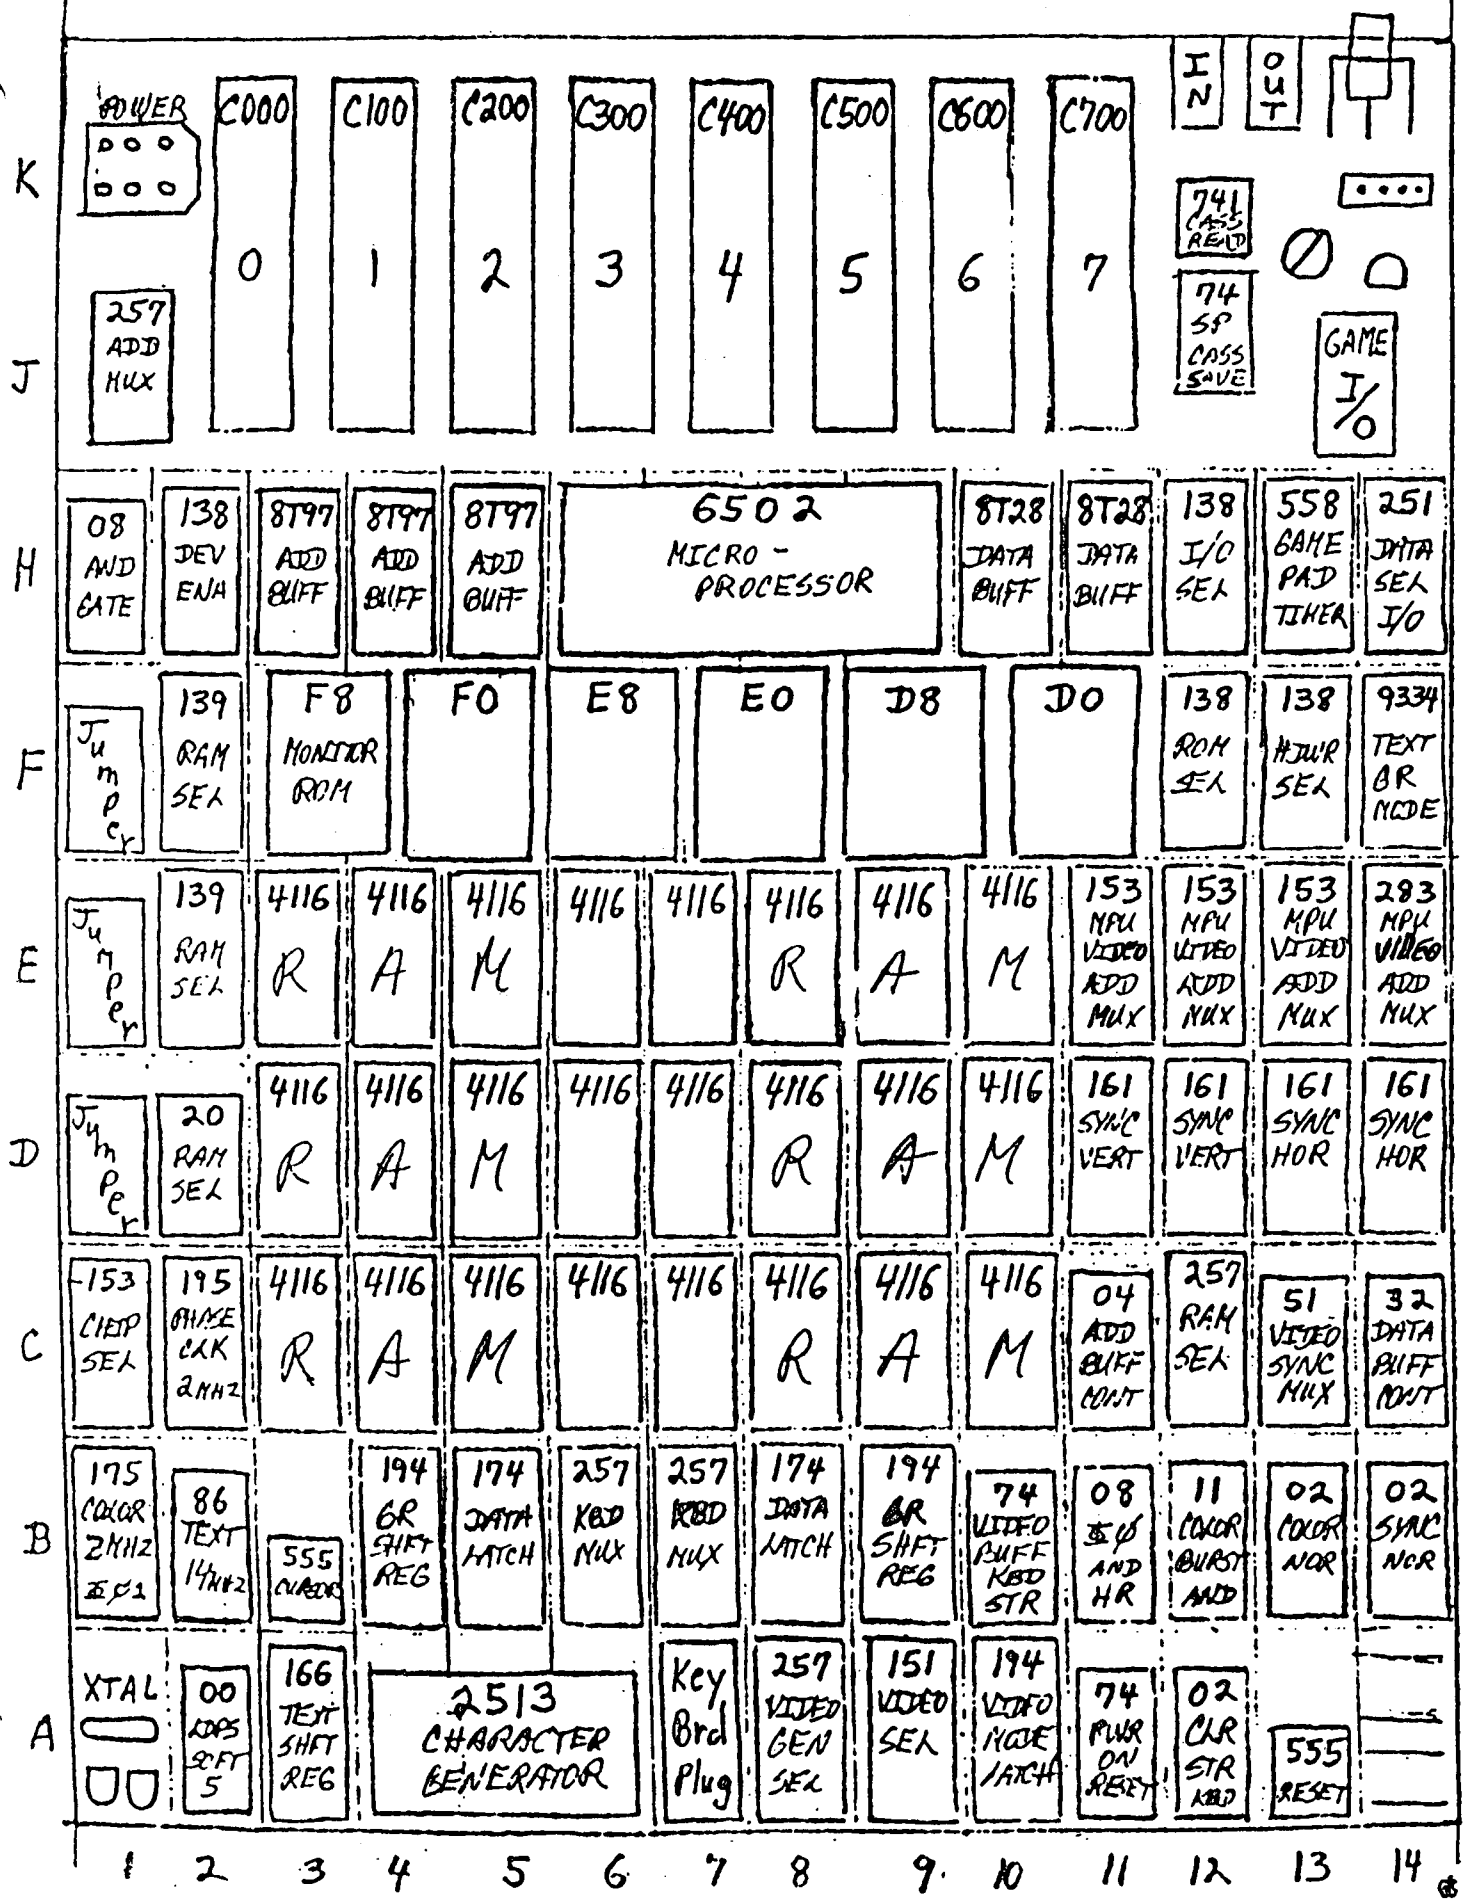 IN OUT
POWER C000 C100 C200 C300 C400 C500 C600 C700
K
741
CASS
READ
0 1 2 3 4 5 6 7
257
ADD
MUX
74
SF
CASS
SAVE
GAME
I/O
J
H
08
AND
GATE
138
DEV
ENA
8T97
ADD
BUFF
8T97
ADD
BUFF
8T97
ADD
BUFF
6502
MICRO-
PROCESSOR
8T28
DATA
BUFF
8T28
DATA
BUFF
138
I/O
SEL
558
GAME
PAD
TIMER
251
DATA
SEL
I/O
F
Jumper
139
RAM
SEL
F8
MONITOR
ROM
F0
E8
E0
D8
D0
138
ROM
SEL
138
SEL
9334
TEXT
GR
MODE
E
Jumper
139
RAM
SEL
4116 4116 4116 4116 4116 4116 4116 4116
R A M R A M
153
MPU
VIDEO
ADD
MUX
153
MPU
VIDEO
ADD
MUX
153
MPU
VIDEO
ADD
MUX
283
MPU
VIDEO
ADD
MUX
D
Jumper
20
RAM
SEL
4116 4116 4116 4116 4116 4116 4116 4116
R A M R A M
161
SYNC
VERT
161
SYNC
VERT
161
SYNC
HOR
161
SYNC
HOR
C
153
CHIP
SEL
195
PHASE
CLK
2MHZ
4116 4116 4116 4116 4116 4116 4116 4116
R A M R A M
04
ADD
BUFF
CONT
257
RAM
SEL
51
VIDEO
SYNC
MUX
32
DATA
BUFF
CONT
B
175
COLOR
2MHZ
86
TEXT
14MHZ
555
CURSOR
194
GR
SHFT
REG
174
DATA
LATCH
257
KBD
MUX
257
KBD
MUX
174
DATA
LATCH
194
GR
SHFT
REG
74
VIDEO
BUFF
KBD
STR
08
AND
HR
11
COLOR
BURST
AND
02
COLOR
NOR
02
SYNC
NOR
A
XTAL
00
SOFT
5
166
TEXT
SHFT
REG
2513
CHARACTER
GENERATOR
Key
Brd
Plug
257
VIDEO
GEN
SEL
151
VIDEO
SEL
194
VIDEO
MODE
LATCH
74
PWR
ON
RESET
02
CLR
STR
KBD
555
RESET
1 2 3 4 5 6 7 8 9 10 11 12 13 14